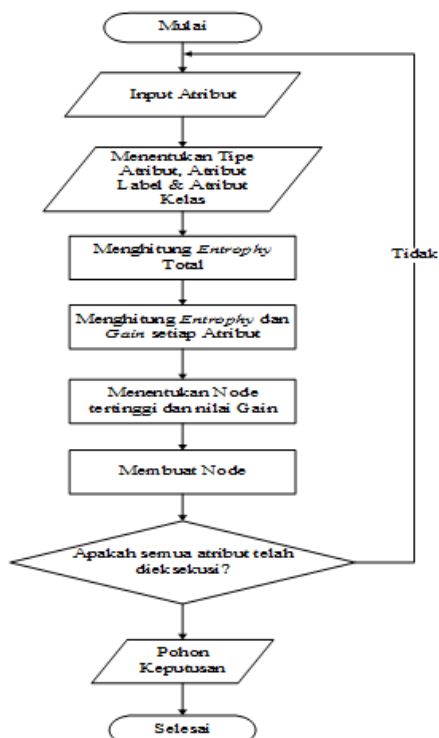 Mulai
Input Atribut
Menentukan Tipe
Atribut, Atribut
Label & Atribut
Kelas
Menghitung Entrophy
Total
Tidak
Menghitung Entrophy dan
Gain setiap Atribut
Menentukan Node
tertinggi dan nilai Gain
Membuat Node
Apakah semua atribut telah
dieksekusi?
Pohon
Keputusan
Selesai